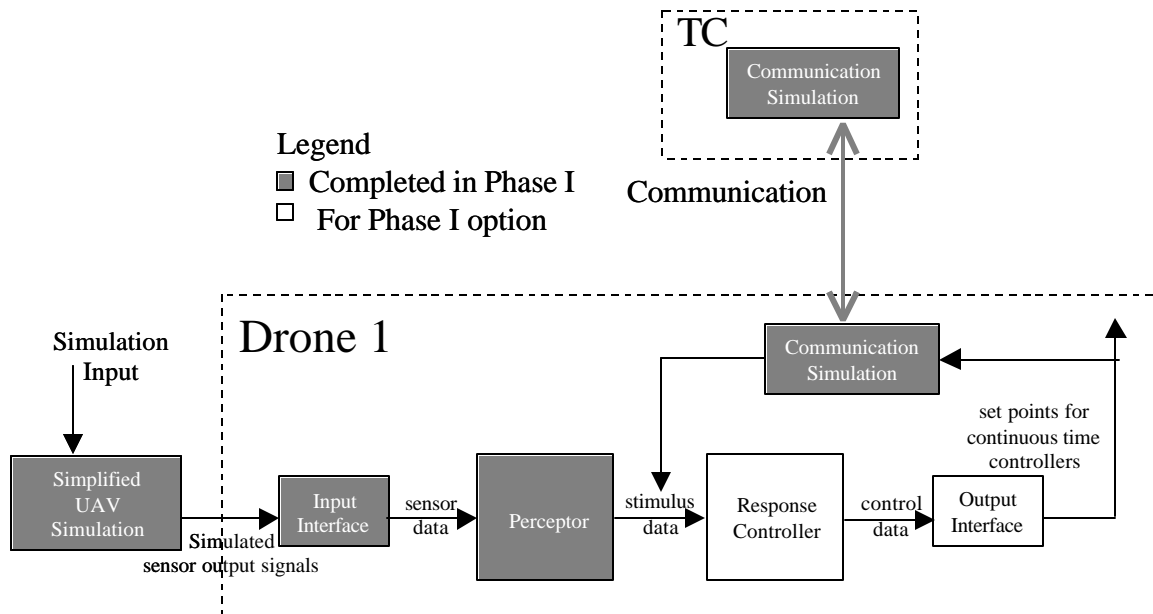 TC
Communication
Simulation
Legend
Completed in Phase I
For Phase I option
Communication
Drone 1
Simulation
Input
Communication
Simulation
set points for
continuous time
controllers
Simplified
UAV
Simulation
Input
Interface
sensor
data
Perceptor
stimulus
data
Response
Controller
control
data
Output
Interface
Simulated
sensor output signals